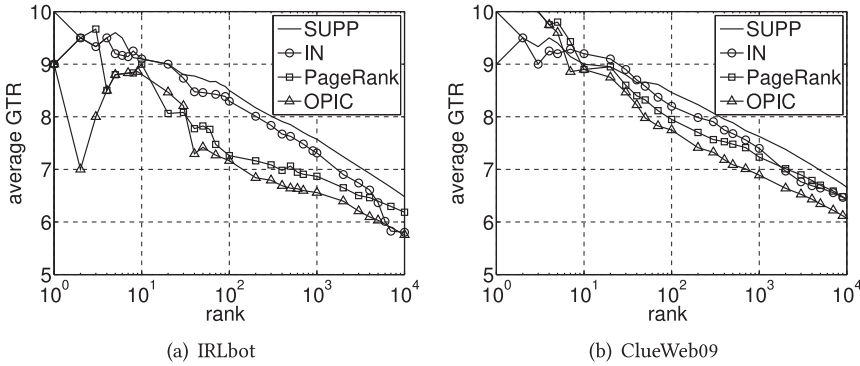 10
9
8
7
6
5
average GTR
10^0
10^1
10^2
10^3
10^4
rank
SUPP
IN
PageRank
OPIC
(a) IRLbot
10
9
8
7
6
5
average GTR
10^0
10^1
10^2
10^3
10^4
rank
SUPP
IN
PageRank
OPIC
(b) ClueWeb09